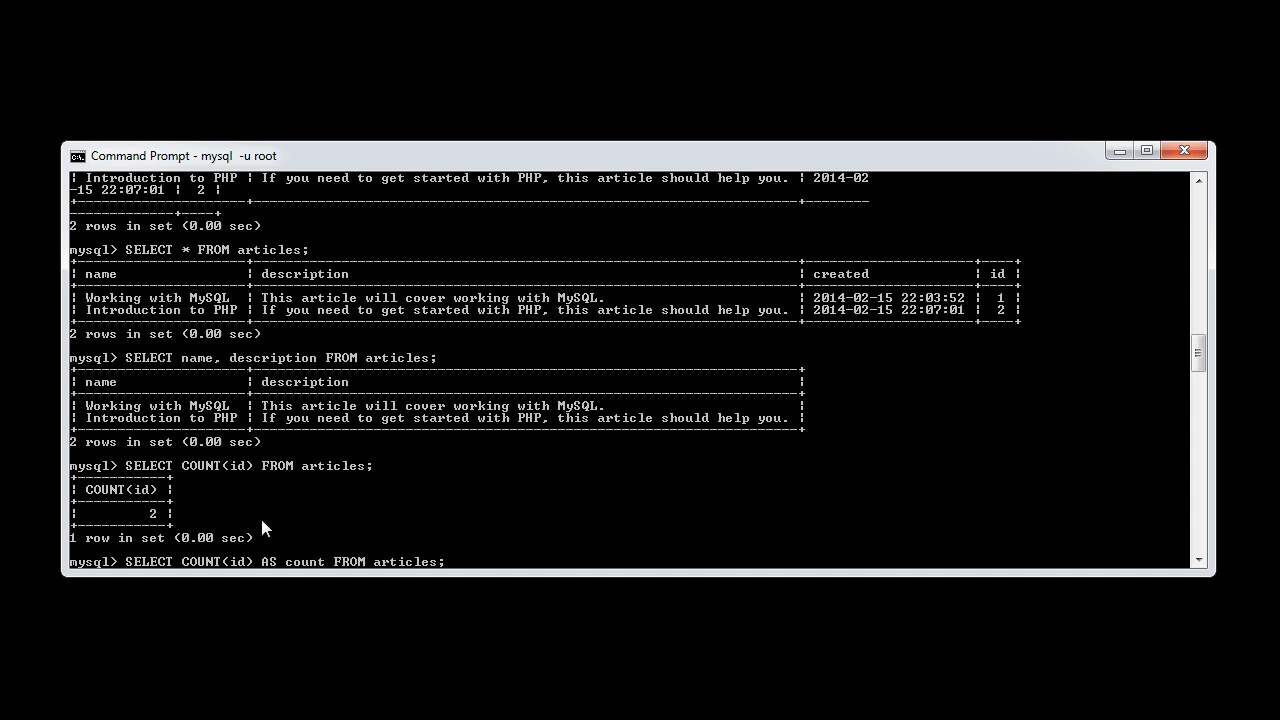 Command Prompt - mysql  -u root
| Introduction to PHP | If you need to get started with PHP, this article should help you. | 2014-02
-15 22:07:01 |  2 |
+---------------------+--------------------------------------------------------------------+--------
-------------+----+
2 rows in set (0.00 sec)
mysql> SELECT * FROM articles;
+---------------------+--------------------------------------------------------------------+---------------------+----+
| name                | description                                                        | created             | id |
+---------------------+--------------------------------------------------------------------+---------------------+----+
| Working with MySQL  | This article will cover working with MySQL.                        | 2014-02-15 22:03:52 |  1 |
| Introduction to PHP | If you need to get started with PHP, this article should help you. | 2014-02-15 22:07:01 |  2 |
+---------------------+--------------------------------------------------------------------+---------------------+----+
2 rows in set (0.00 sec)
mysql> SELECT name, description FROM articles;
+---------------------+--------------------------------------------------------------------+
| name                | description                                                        |
+---------------------+--------------------------------------------------------------------+
| Working with MySQL  | This article will cover working with MySQL.                        |
| Introduction to PHP | If you need to get started with PHP, this article should help you. |
+---------------------+--------------------------------------------------------------------+
2 rows in set (0.00 sec)
mysql> SELECT COUNT(id) FROM articles;
+-----------+
| COUNT(id) |
+-----------+
|         2 |
+-----------+
1 row in set (0.00 sec)
mysql> SELECT COUNT(id) AS count FROM articles;